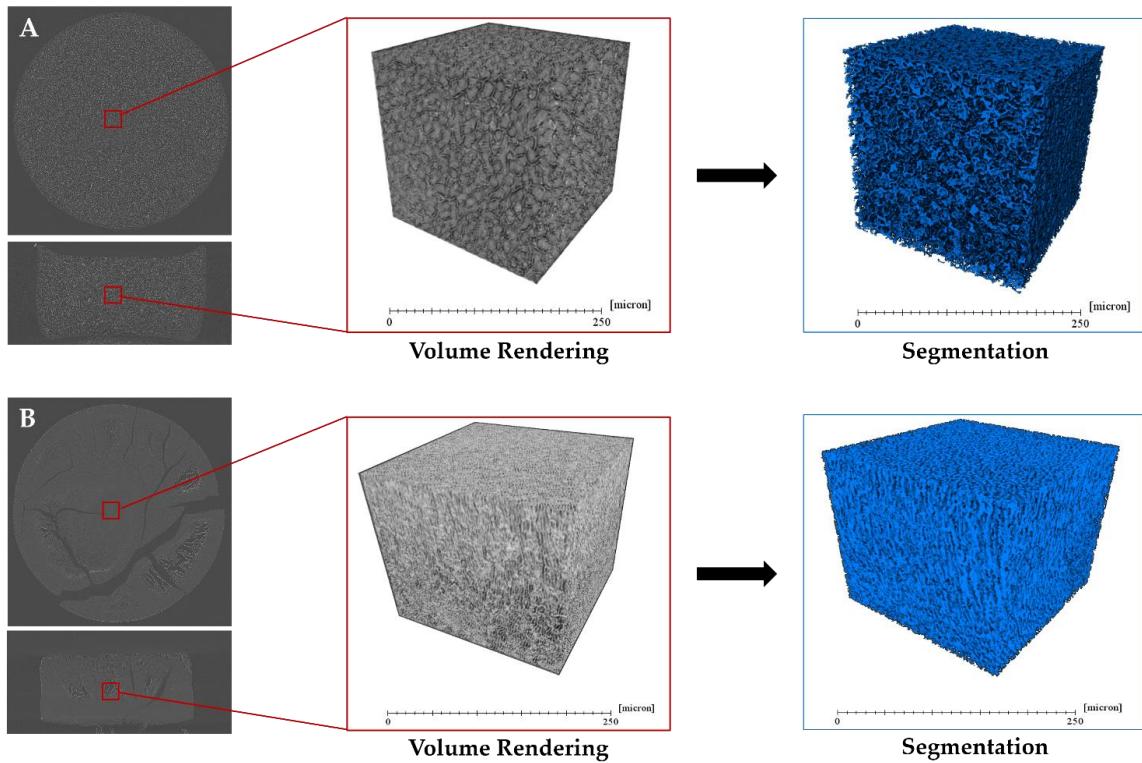 A
[micron]
0
250
Volume Rendering
[micron]
0
250
Segmentation
B
[micron]
0
250
Volume Rendering
[micron]
0
250
Segmentation